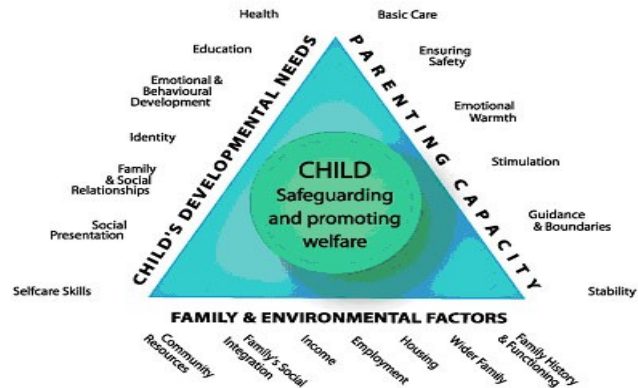 Health
Education
Emotional &
Behavioural
Development
Identity
Family
& Social
Relationships
Social
Presentation
Selfcare Skills
CHILD'S DEVELOPMENTAL NEEDS
Basic Care
Ensuring
Safety
Emotional
Warmth
Stimulation
Guidance
& Boundaries
Stability
PARENTING CAPACITY
CHILD
Safeguarding
and promoting
welfare
FAMILY & ENVIRONMENTAL FACTORS
Community
Resources
Family's Social
Integration
Income
Employment
Housing
Wider Family
Family History
& Functioning